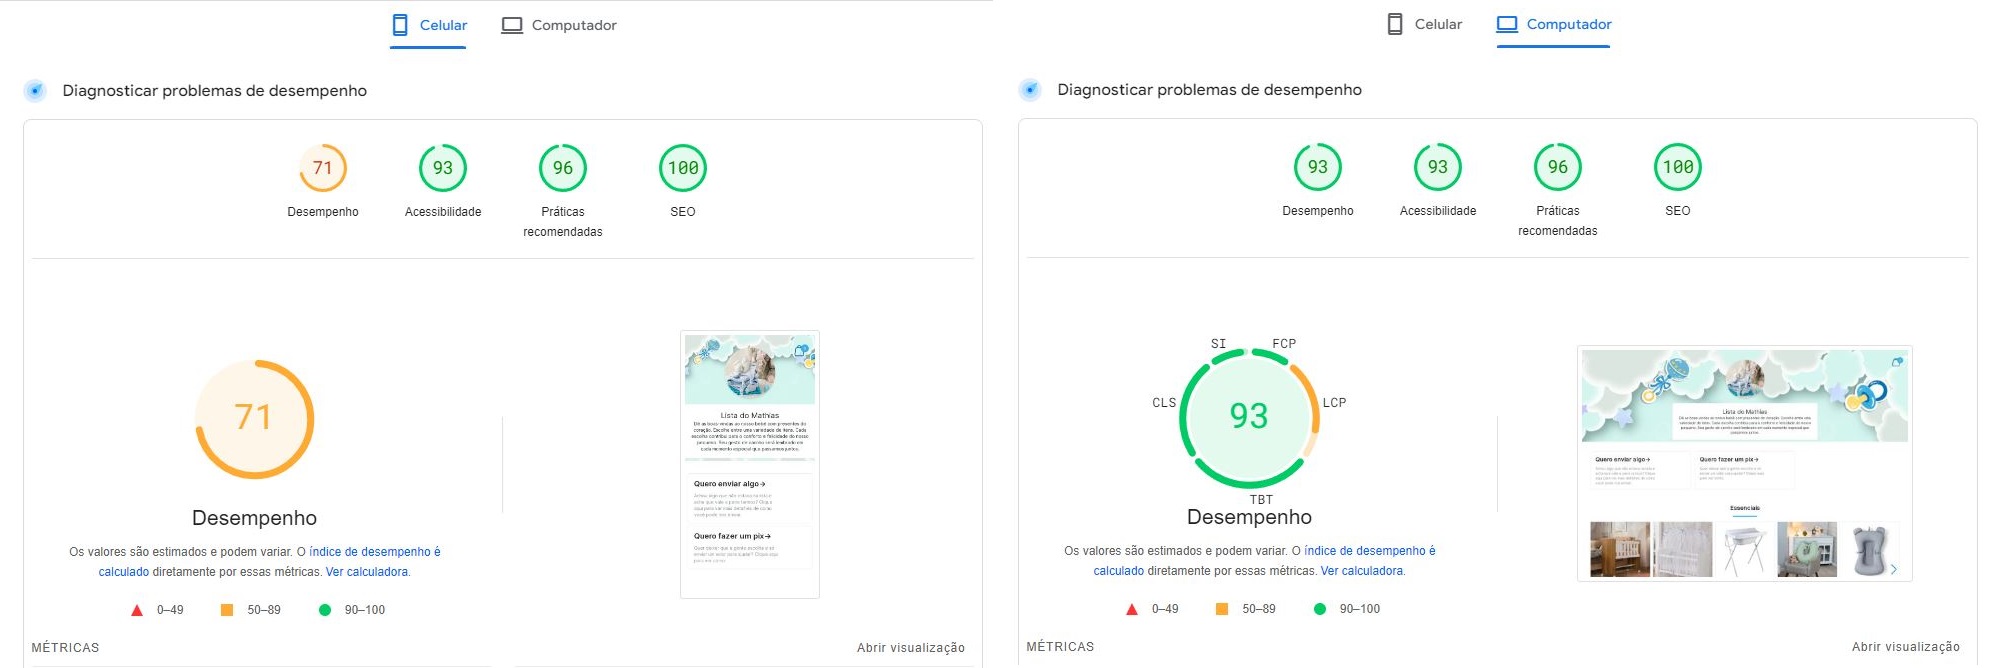 Celular
Computador
Diagnosticar problemas de desempenho
71
93
96
100
Desempenho
Acessibilidade
Práticas
recomendadas
SEO
71
Desempenho
Os valores são estimados e podem variar. O índice de desempenho é
calculado diretamente por essas métricas. Ver calculadora.
0–49
50–89
90–100
MÉTRICAS
Abrir visualização
Lista do Mathias
Quero enviar algo→
Quero fazer um pix→
Celular
Computador
Diagnosticar problemas de desempenho
93
93
96
100
Desempenho
Acessibilidade
Práticas
recomendadas
SEO
SI
FCP
CLS
LCP
93
TBT
Desempenho
Os valores são estimados e podem variar. O índice de desempenho é
calculado diretamente por essas métricas. Ver calculadora.
0–49
50–89
90–100
MÉTRICAS
Abrir visualização
Lista do Mathias
Quero enviar algo→
Quero fazer um pix→
Essenciais